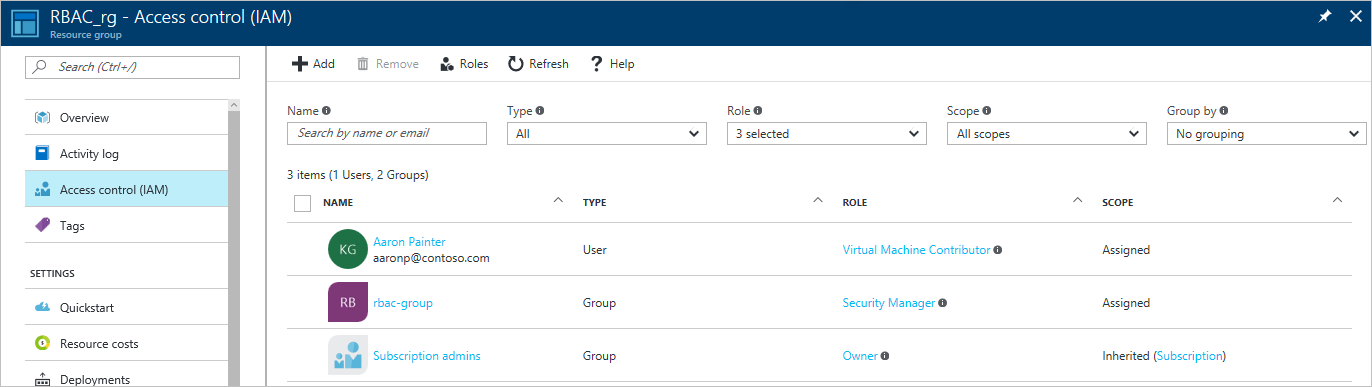 RBAC_rg - Access control (IAM)
Resource group
Search (Ctrl+/)
Overview
Activity log
Access control (IAM)
Tags
SETTINGS
Quickstart
Resource costs
Deployments
Add Remove Roles Refresh Help
Name Type Role Scope Group by
Search by name or email All 3 selected All scopes No grouping
3 items (1 Users, 2 Groups)
NAME TYPE ROLE SCOPE
KG Aaron Painter User Virtual Machine Contributor Assigned
aaronp@contoso.com
RB rbac-group Group Security Manager Assigned
Subscription admins Group Owner Inherited (Subscription)